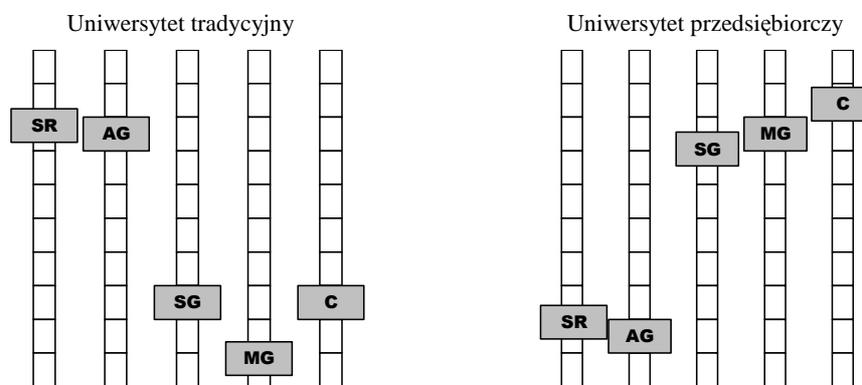 Uniwersytet tradycyjny
SR
AG
SG
C
MG
Uniwersytet przedsiębiorczy
C
MG
SG
SR
AG